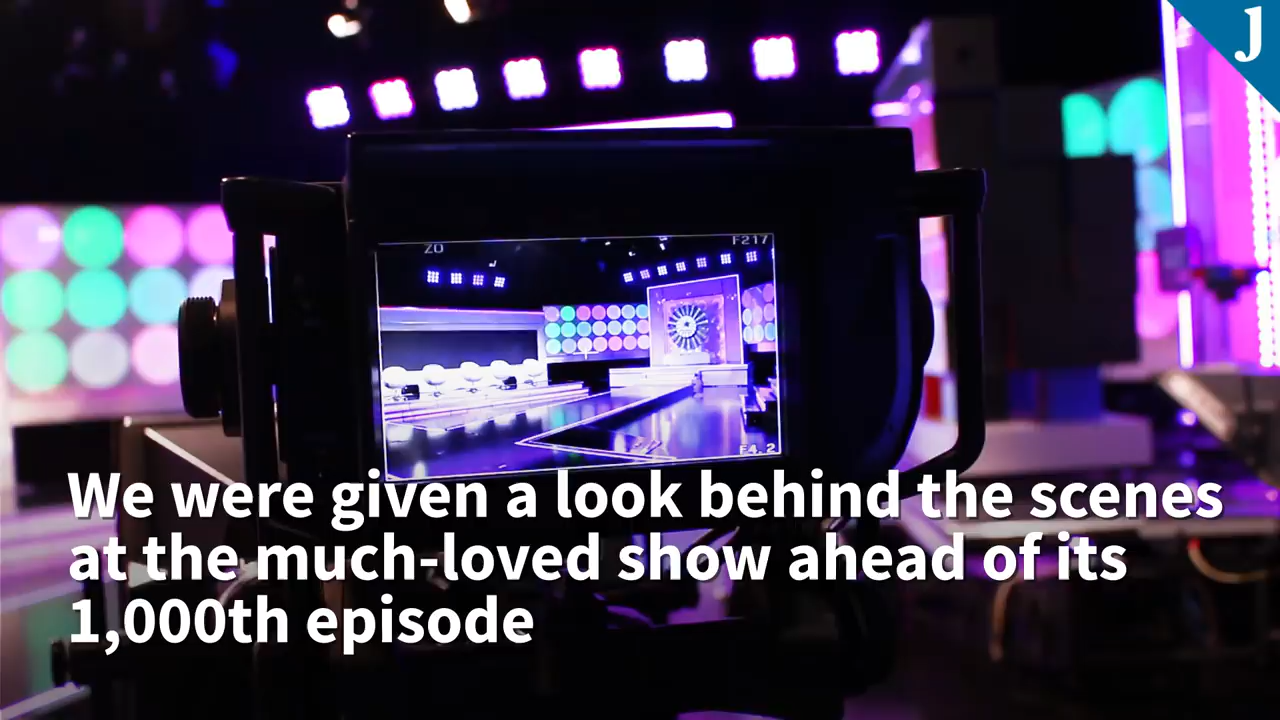 J
ZO
F217
F4.2
We were given a look behind the scenes
at the much-loved show ahead of its
1,000th episode